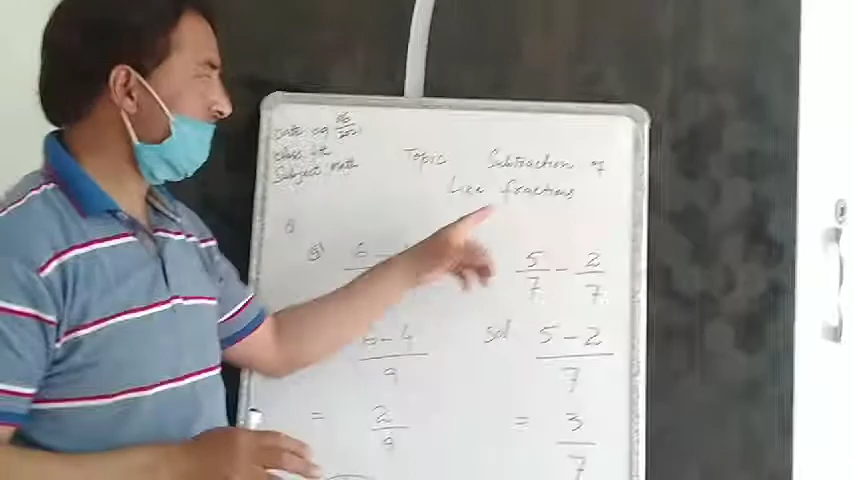 Date 09 06/2021
Class 6th
Subject Math
Topic Subtraction of
Like fractions
5/7 - 2/7
6-4/9
Sol 5-2/7
= 2/9
= 3/7